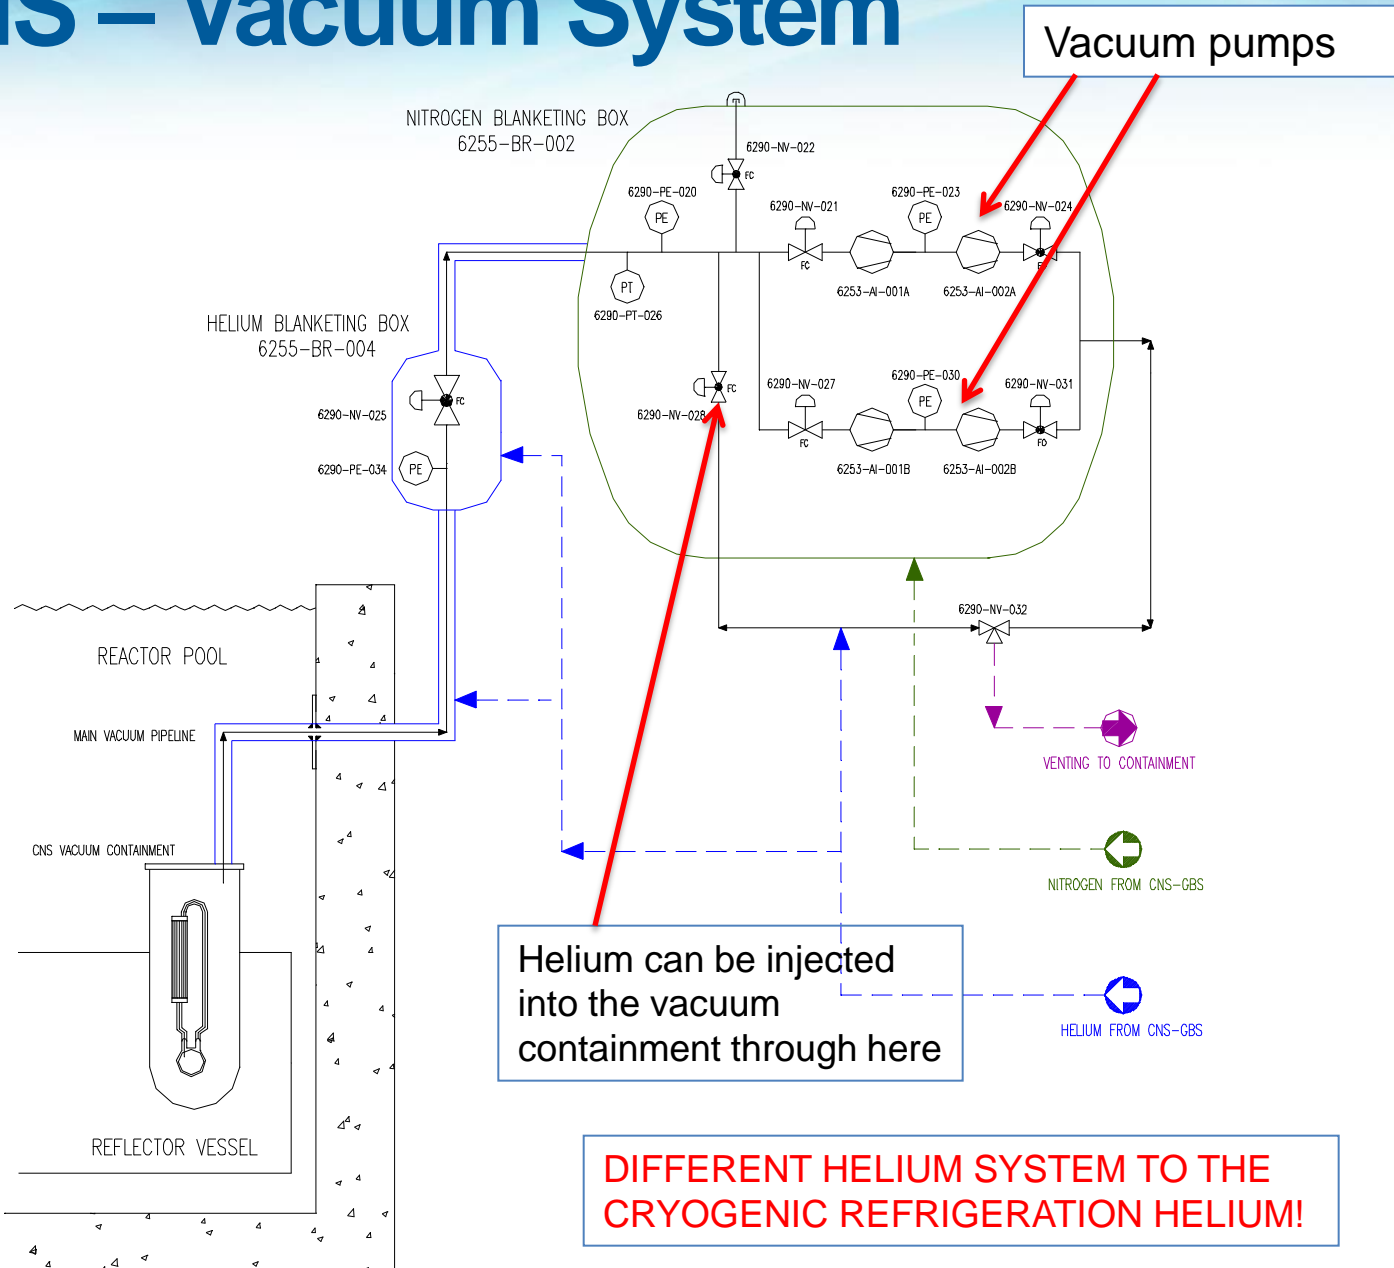 NS – Vacuum System
Vacuum pumps
NITROGEN BLANKETING BOX
6255-BR-002
6290-NV-022
FC
6290-PE-020
PE
6290-NV-021
FC
6290-PE-023
PE
6290-NV-024
6253-AI-001A
6253-AI-002A
PT
6290-PT-026
HELIUM BLANKETING BOX
6255-BR-004
6290-NV-025
FC
6290-PE-034
PE
6290-NV-028
FC
6290-NV-027
FC
6290-PE-030
PE
6290-NV-031
FO
6253-AI-001B
6253-AI-002B
6290-NV-032
REACTOR POOL
MAIN VACUUM PIPELINE
CNS VACUUM CONTAINMENT
REFLECTOR VESSEL
VENTING TO CONTAINMENT
NITROGEN FROM CNS-GBS
HELIUM FROM CNS-GBS
Helium can be injected
into the vacuum
containment through here
DIFFERENT HELIUM SYSTEM TO THE
CRYOGENIC REFRIGERATION HELIUM!